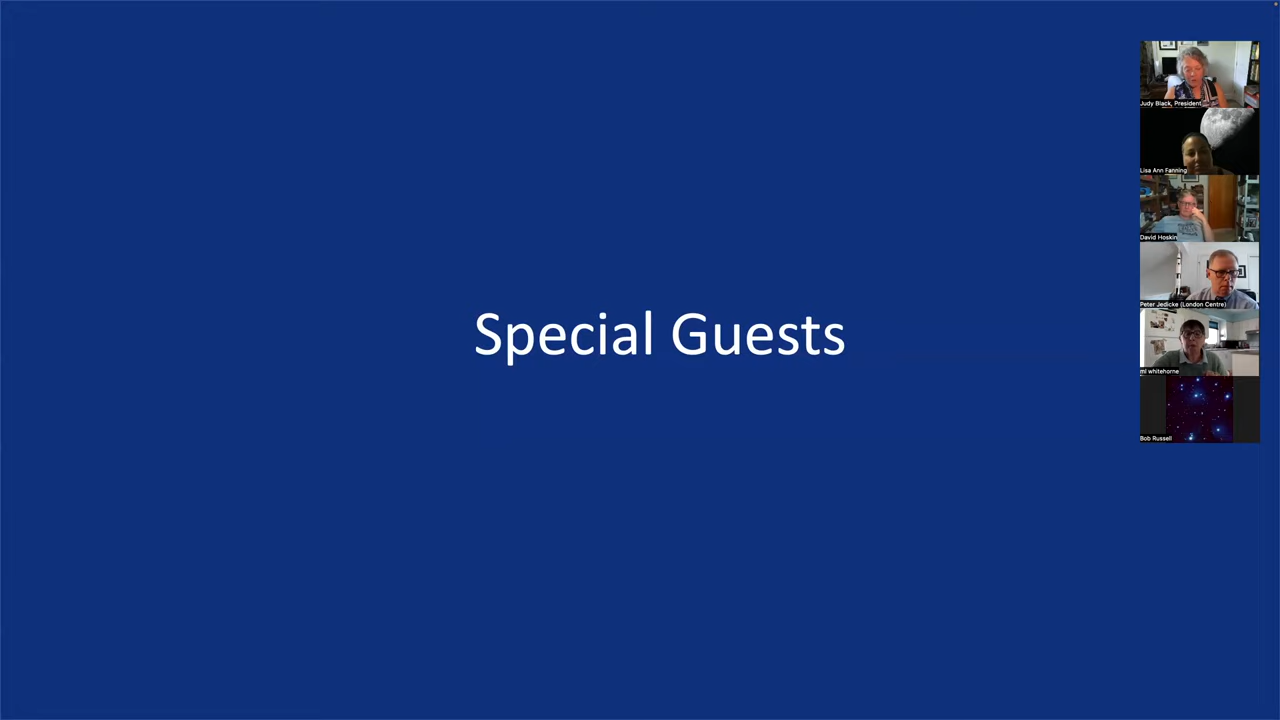 Special Guests
Judy Black, President
Lisa Ann Fanning
David Hoskin
Peter Jedicke (London Centre)
ml whitehorne
Bob Russell